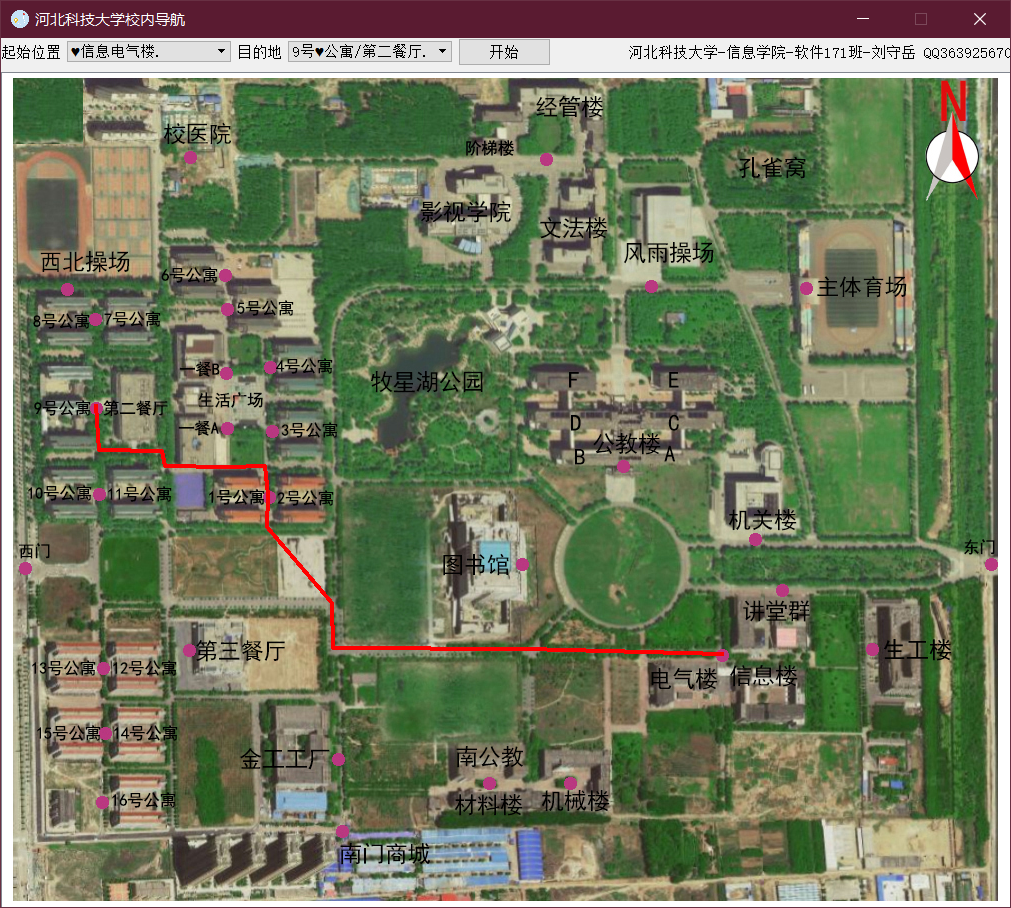 河北科技大学校内导航
起始位置 ♥信息电气楼. 目的地 9号♥公寓/第二餐厅. 开始 河北科技大学-信息学院-软件171班-刘守岳 QQ363925670
N
经管楼
校医院
阶梯楼
孔雀窝
影视学院
文法楼
风雨操场
西北操场
6号公寓
主体育场
5号公寓
8号公寓 7号公寓
一餐B 4号公寓
牧星湖公园
F E
生活广场
9号公寓 第二餐厅
一餐A 3号公寓
D C
公教楼
B A
10号公寓 11号公寓 1号公寓 2号公寓
机关楼
西门
东门
图书馆
讲堂群
第三餐厅
生工楼
13号公寓 12号公寓
电气楼 信息楼
15号公寓 14号公寓
金工工厂
南公教
16号公寓
材料楼 机械楼
南门商城